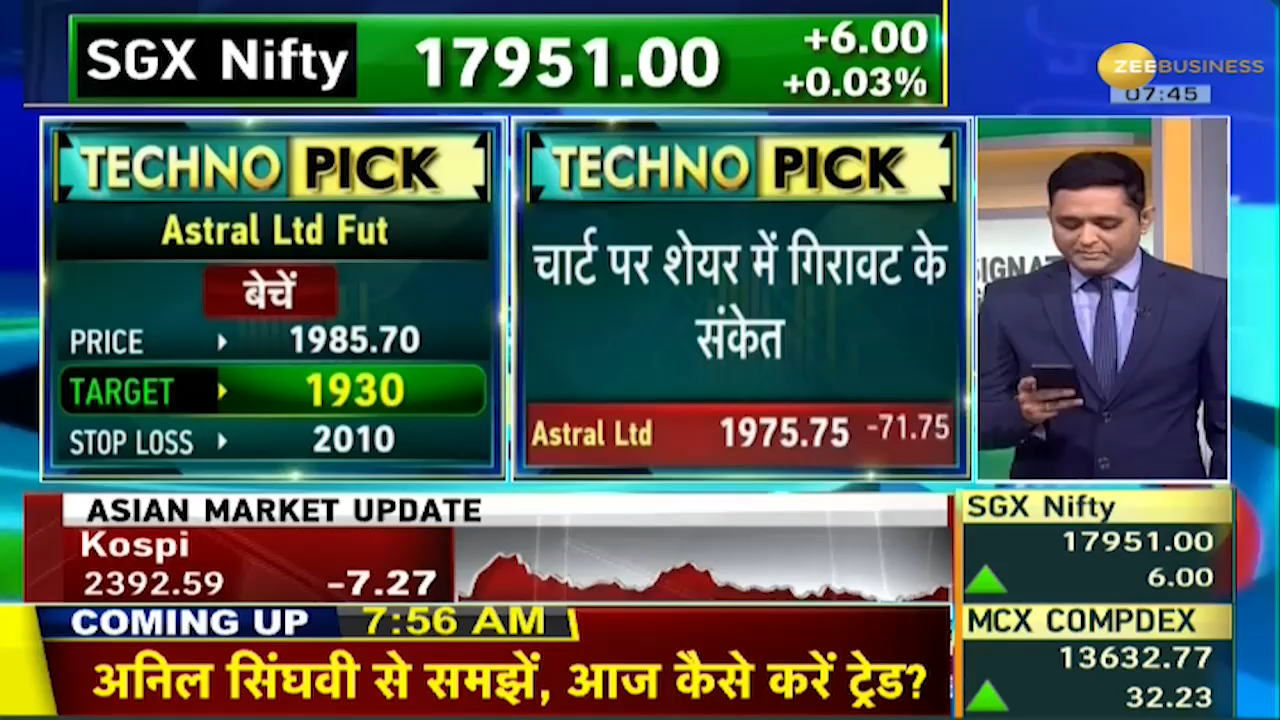 SGX Nifty 17951.00 +6.00
+0.03%
ZEEBUSINESS
07:45
TECHNO PICK
Astral Ltd Fut
बेचें
PRICE 1985.70
TARGET 1930
STOP LOSS 2010
TECHNO PICK
चार्ट पर शेयर में गिरावट के
संकेत
Astral Ltd 1975.75 -71.75
SIGNA
ASIAN MARKET UPDATE
Kospi
2392.59 -7.27
SGX Nifty
17951.00
6.00
COMING UP 7:56 AM
अनिल सिंघवी से समझें, आज कैसे करें ट्रेड?
MCX COMPDEX
13632.77
32.23